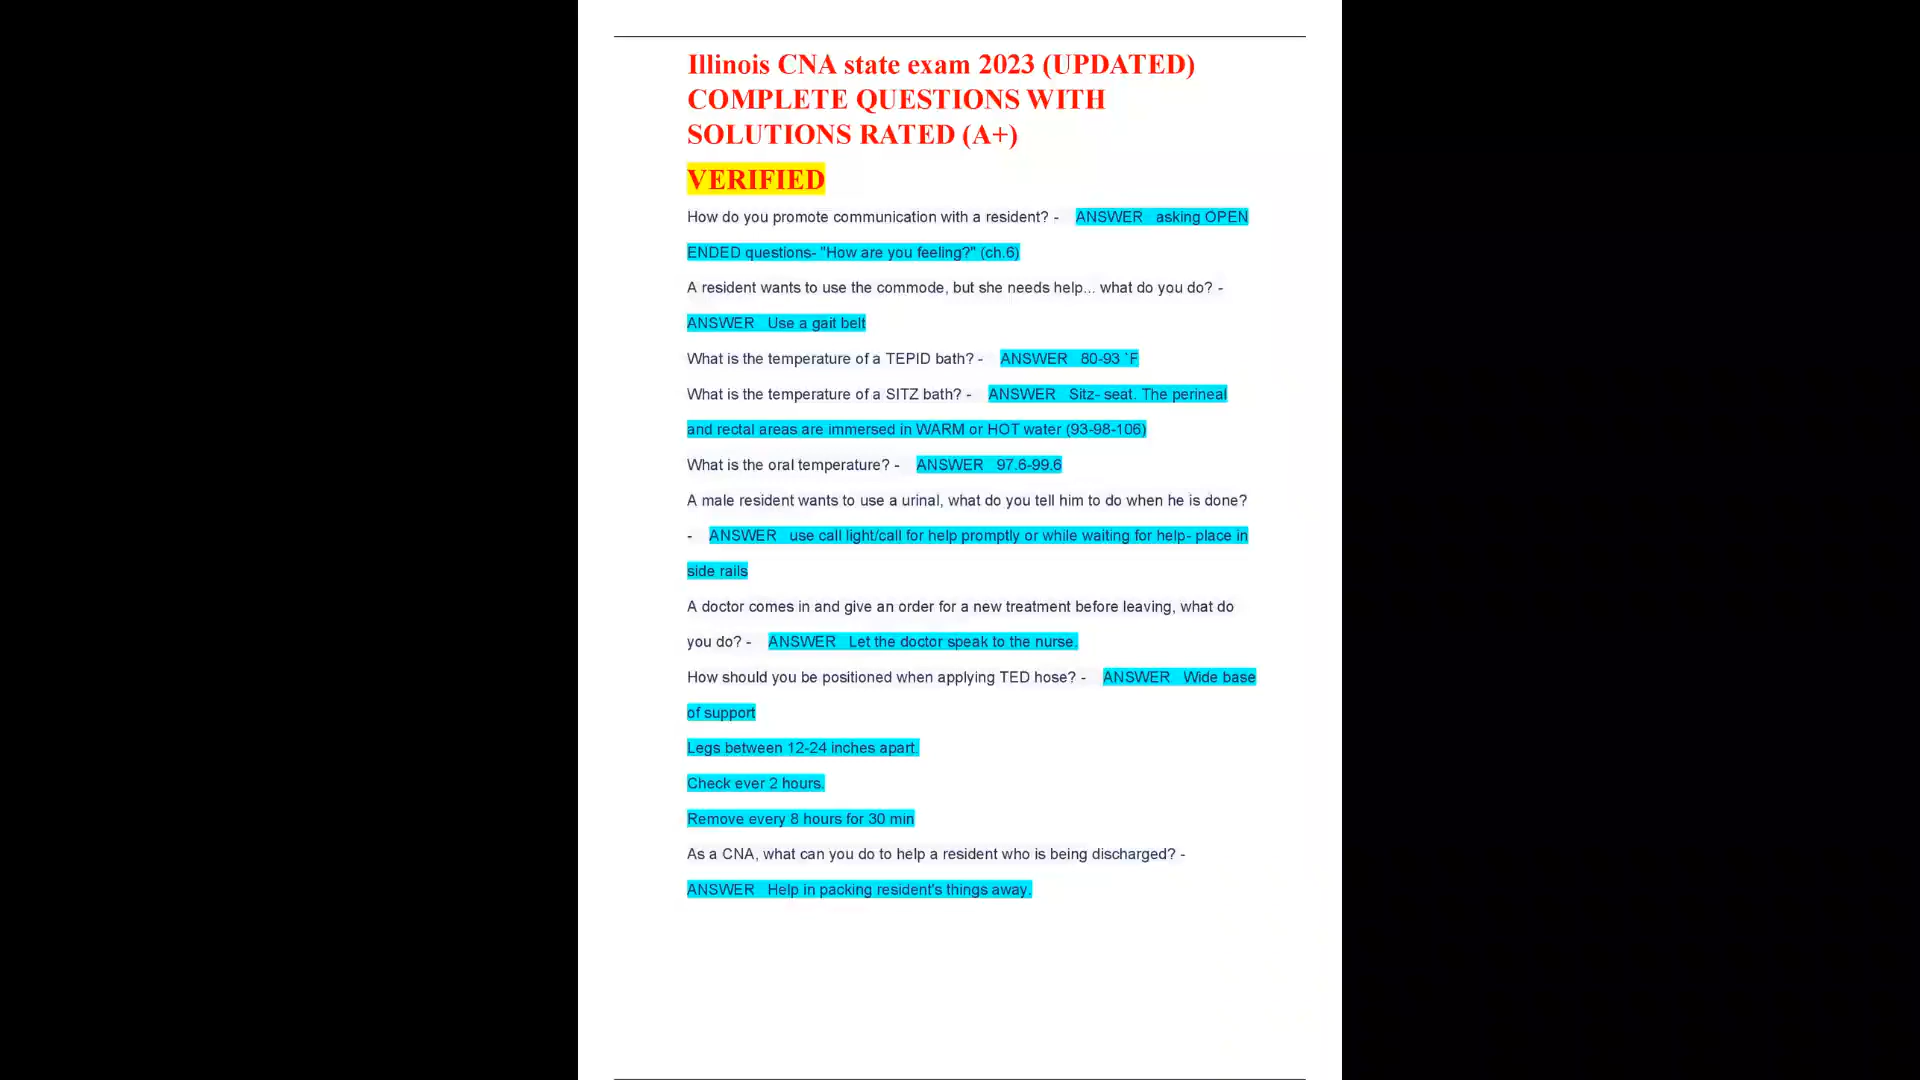 Illinois CNA state exam 2023 (UPDATED)
COMPLETE QUESTIONS WITH
SOLUTIONS RATED (A+)
VERIFIED
How do you promote communication with a resident? - ANSWER asking OPEN
ENDED questions- "How are you feeling?" (ch.6)
A resident wants to use the commode, but she needs help... what do you do? -
ANSWER Use a gait belt
What is the temperature of a TEPID bath? - ANSWER 80-93 `F
What is the temperature of a SITZ bath? - ANSWER Sitz- seat. The perineal
and rectal areas are immersed in WARM or HOT water (93-98-106)
What is the oral temperature? - ANSWER 97.6-99.6
A male resident wants to use a urinal, what do you tell him to do when he is done?
- ANSWER use call light/call for help promptly or while waiting for help- place in
side rails
A doctor comes in and give an order for a new treatment before leaving, what do
you do? - ANSWER Let the doctor speak to the nurse.
How should you be positioned when applying TED hose? - ANSWER Wide base
of support
Legs between 12-24 inches apart.
Check ever 2 hours.
Remove every 8 hours for 30 min
As a CNA, what can you do to help a resident who is being discharged? -
ANSWER Help in packing resident's things away.